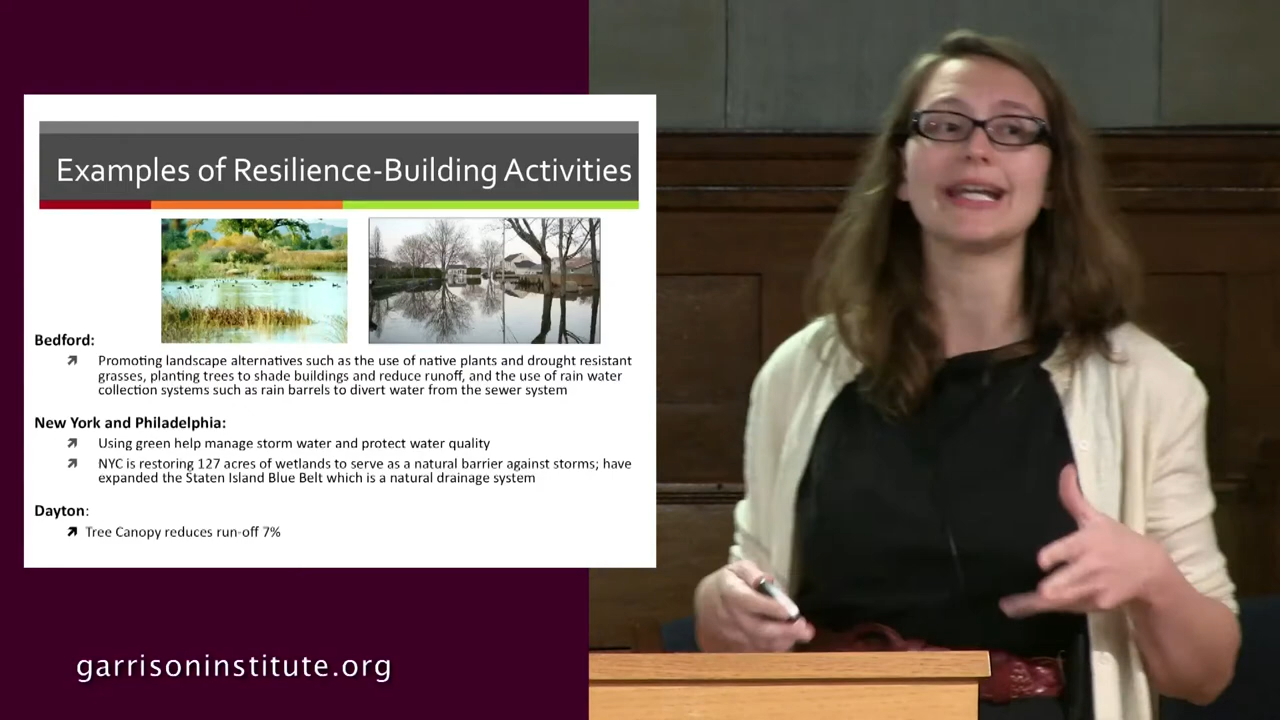 Examples of Resilience-Building Activities
Bedford:
Promoting landscape alternatives such as the use of native plants and drought resistant
grasses, planting trees to shade buildings and reduce runoff, and the use of rain water
collection systems such as rain barrels to divert water from the sewer system
New York and Philadelphia:
Using green help manage storm water and protect water quality
NYC is restoring 127 acres of wetlands to serve as a natural barrier against storms; have
expanded the Staten Island Blue Belt which is a natural drainage system
Dayton:
Tree Canopy reduces run-off 7%
garrisoninstitute.org